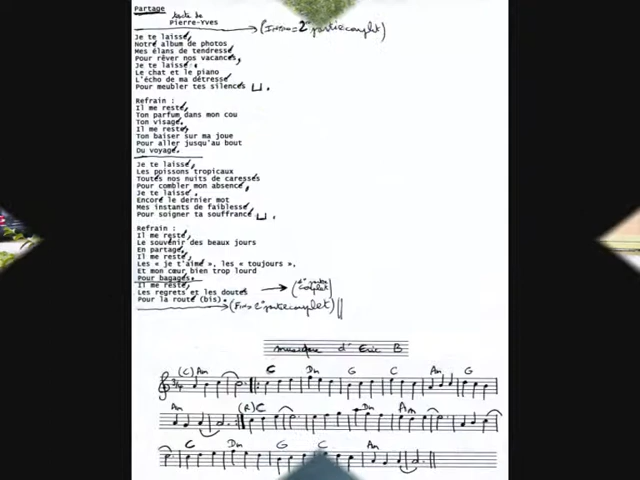 Partage
texte de
Pierre-Yves
(Intro = 2e partie couplet)
Je te laisse,
Notre album de photos
Mes élans de tendresse
Pour rêver nos vacances,
Je te laisse.
Le chat et le piano
L'écho de ma détresse
Pour meubler tes silences.
Refrain :
Il me reste,
Ton parfum dans mon cou
Ton visage.
Il me reste,
Ton baiser sur ma joue
Pour aller jusqu'au bout
Du voyage.
Je te laisse,
Les poissons tropicaux
Toutes nos nuits de caresses
Pour combler mon absence,
Je te laisse.
Encore le dernier mot
Mes instants de faiblesse,
Pour soigner ta souffrance.
Refrain :
Il me reste,
Le souvenir des beaux jours
En partage,
Il me reste,
Les « je t'aime », les « toujours ».
Et mon cœur bien trop lourd
Pour bagages.
Il me reste,
Les regrets et les doutes (2e partie couplet)
Pour la route (bis). (Fin = 2e partie couplet)
musique d'Eric B
(C) Am C Dm G C Am G
Am (R) C Dm Am
C Dm G C Am